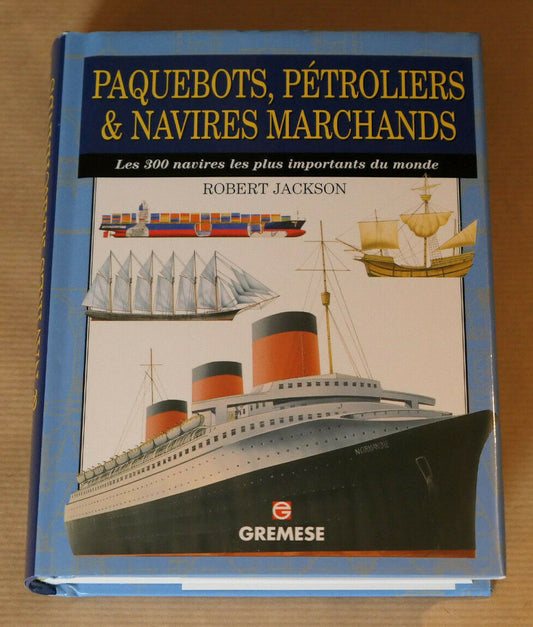 PAQUEBOTS, PÉTROLIERS
& NAVIRES MARCHANDS
Les 300 navires les plus importants du monde
ROBERT JACKSON
NORMANDIE
G
GREMESE